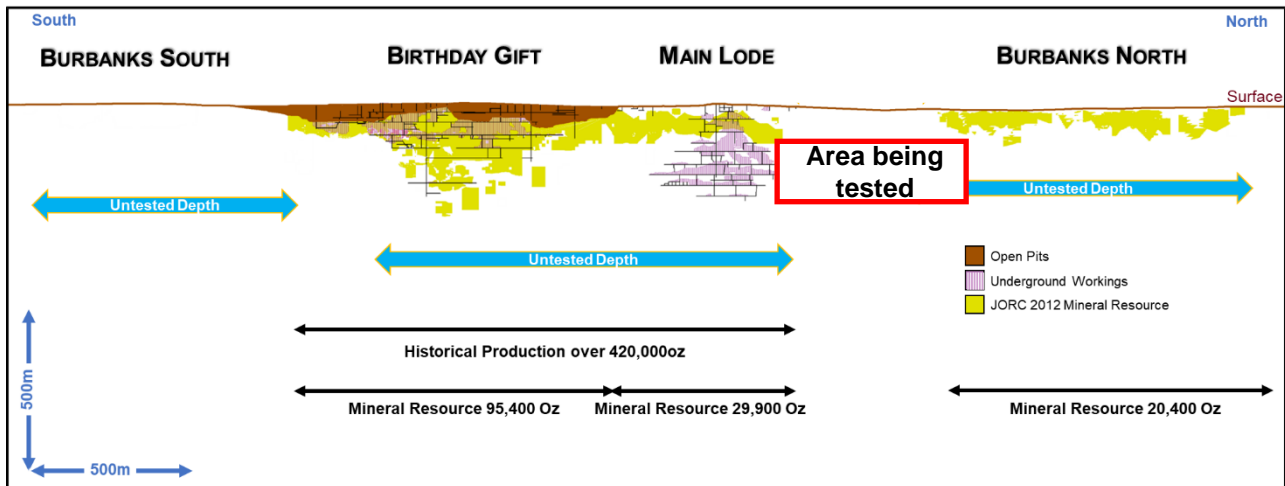 South
North
BURBANKS SOUTH
BIRTHDAY GIFT
MAIN LODE
BURBANKS NORTH
Surface
Area being
tested
Untested Depth
Untested Depth
Untested Depth
Open Pits
Underground Workings
JORC 2012 Mineral Resource
500m
Historical Production over 420,000oz
Mineral Resource 95,400 Oz
Mineral Resource 29,900 Oz
Mineral Resource 20,400 Oz
500m